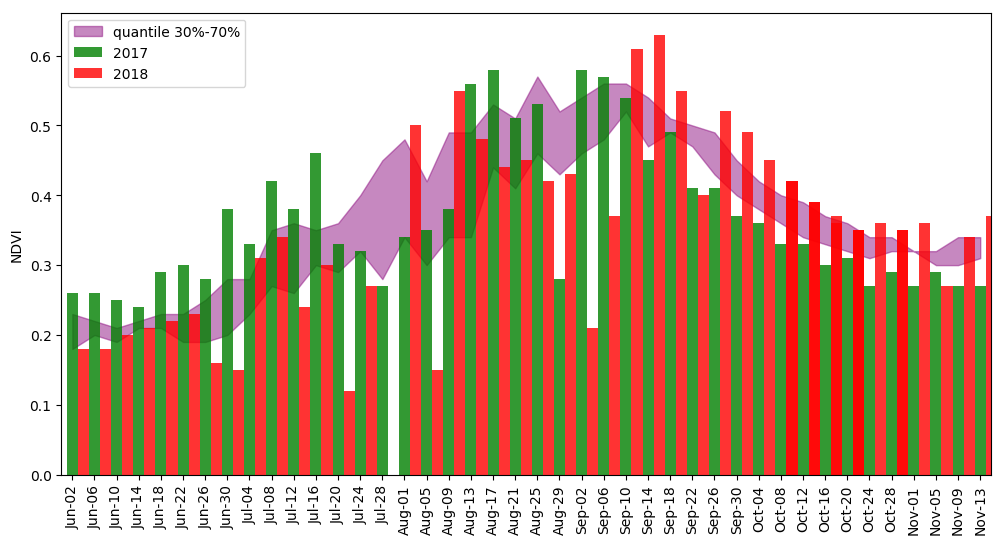 quantile 30%-70%
2017
2018
NDVI
0.6
0.5
0.4
0.3
0.2
0.1
0.0
Jun-02
Jun-06
Jun-10
Jun-14
Jun-18
Jun-22
Jun-26
Jun-30
Jul-04
Jul-08
Jul-12
Jul-16
Jul-20
Jul-24
Jul-28
Aug-01
Aug-05
Aug-09
Aug-13
Aug-17
Aug-21
Aug-25
Aug-29
Sep-02
Sep-06
Sep-10
Sep-14
Sep-18
Sep-22
Sep-26
Sep-30
Oct-04
Oct-08
Oct-12
Oct-16
Oct-20
Oct-24
Oct-28
Nov-01
Nov-05
Nov-09
Nov-13